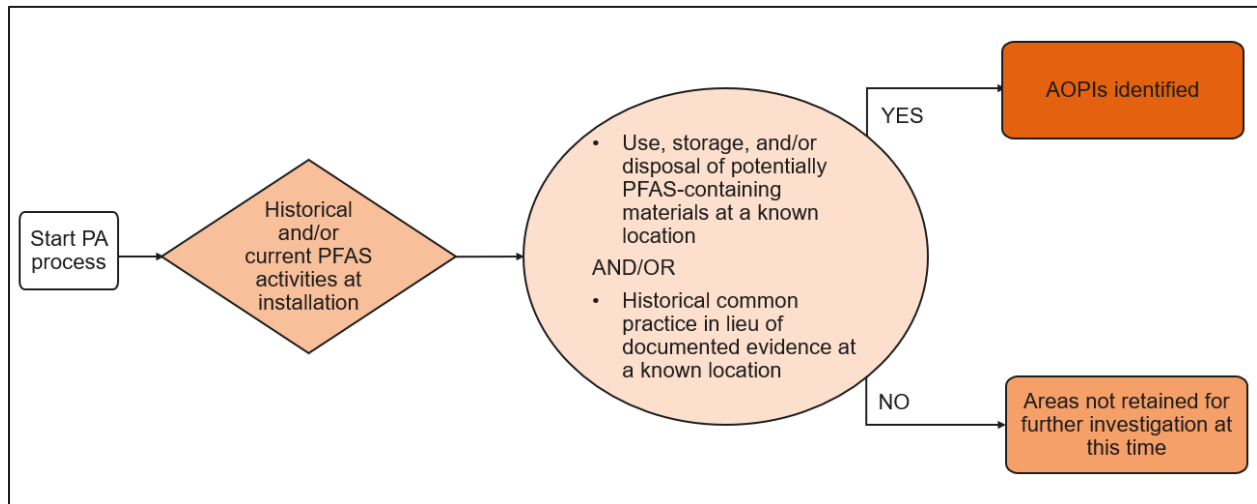 Start PA
process
Historical
and/or
current PFAS
activities at
installation
• Use, storage, and/or
disposal of potentially
PFAS-containing
materials at a known
location
AND/OR
• Historical common
practice in lieu of
documented evidence at
a known location
YES
AOPIs identified
NO
Areas not retained for
further investigation at
this time